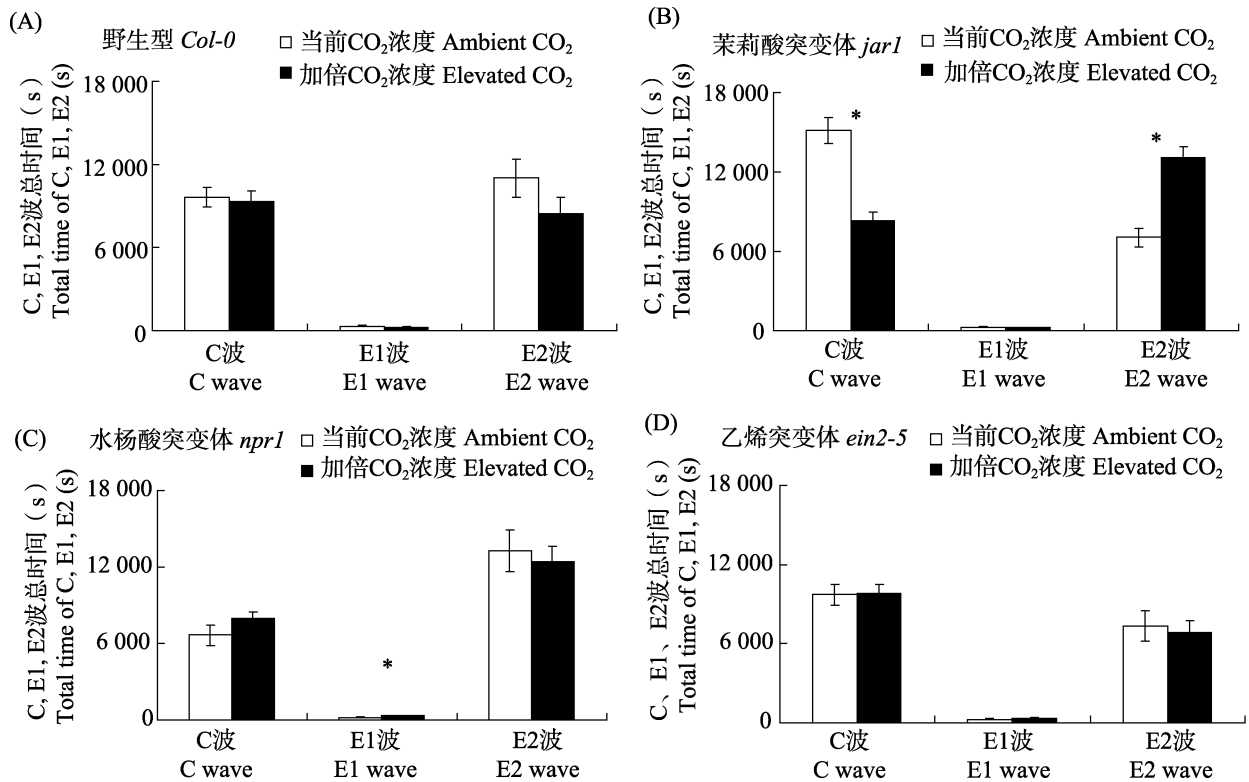 (A)
野生型 Col-0
当前CO₂浓度 Ambient CO₂
加倍CO₂浓度 Elevated CO₂
C, E1, E2波总时间（s）
Total time of C, E1, E2 (s)
18 000
12 000
6 000
0
C波
C wave
E1波
E1 wave
E2波
E2 wave
(B)
茉莉酸突变体 jar1
当前CO₂浓度 Ambient CO₂
加倍CO₂浓度 Elevated CO₂
C, E1, E2波总时间（s）
Total time of C, E1, E2 (s)
18 000
12 000
6 000
0
*
*
C波
C wave
E1波
E1 wave
E2波
E2 wave
(C)
水杨酸突变体 npr1
当前CO₂浓度 Ambient CO₂
加倍CO₂浓度 Elevated CO₂
C, E1, E2波总时间（s）
Total time of C, E1, E2 (s)
18 000
12 000
6 000
0
*
C波
C wave
E1波
E1 wave
E2波
E2 wave
(D)
乙烯突变体 ein2-5
当前CO₂浓度 Ambient CO₂
加倍CO₂浓度 Elevated CO₂
C、E1、E2波总时间（s）
Total time of C, E1, E2 (s)
18 000
12 000
6 000
0
C波
C wave
E1波
E1 wave
E2波
E2 wave